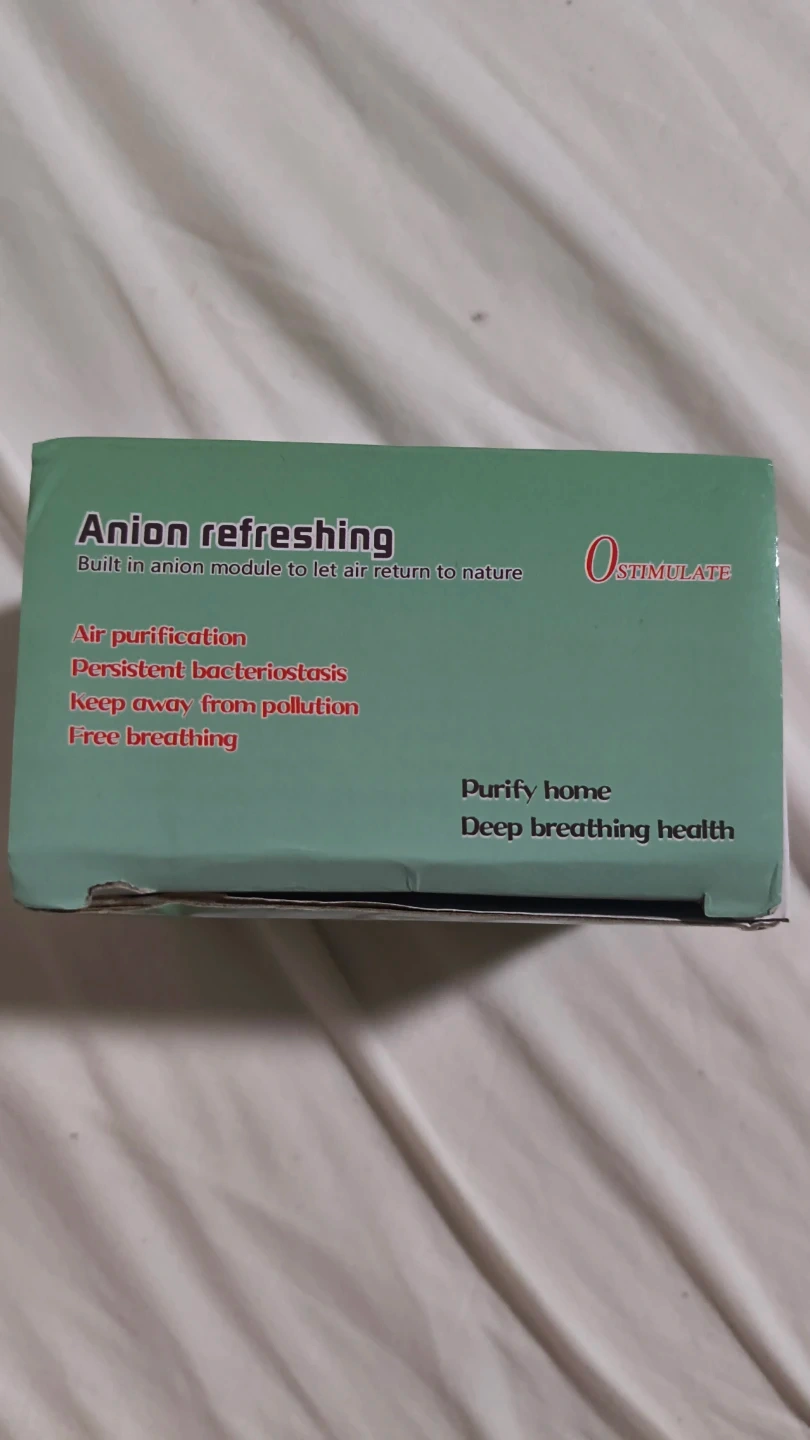 Anion refreshing
Built in anion module to let air return to nature
OSTIMULATE
Air purification
Persistent bacteriostasis
Keep away from pollution
Free breathing
Purify home
Deep breathing health